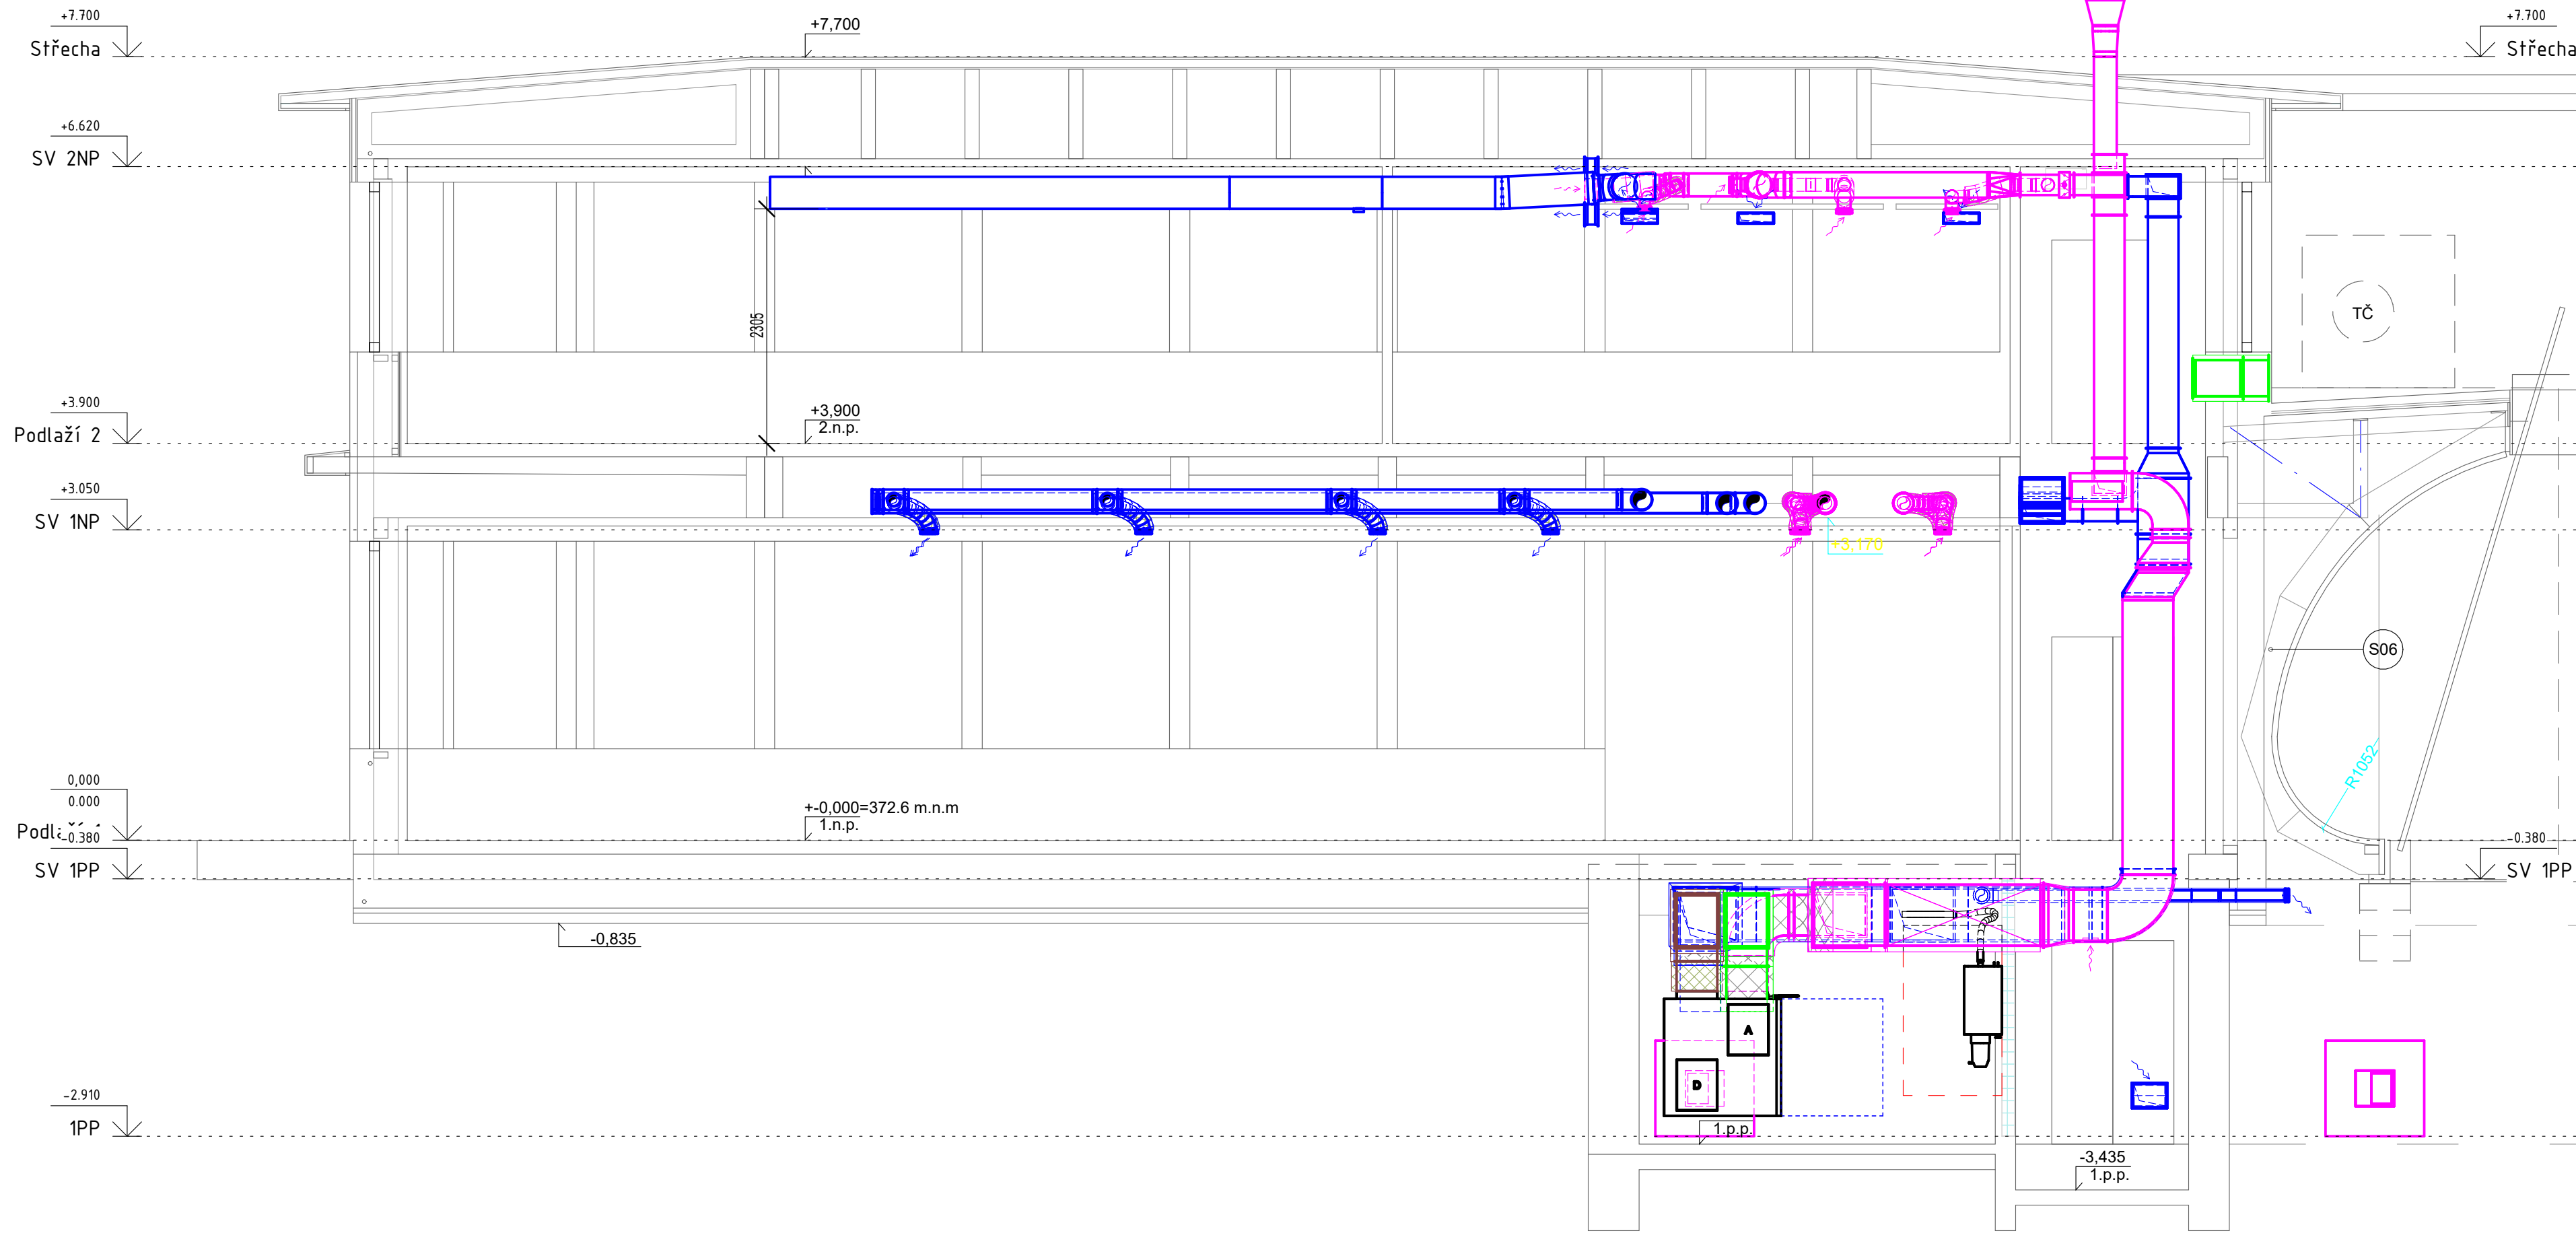 +7.700
Střecha
+7,700
+7.700
Střecha
+6.620
SV 2NP
2305
TČ
+3.900
Podlaží 2
+3,900
2.n.p.
+3.050
SV 1NP
+3,170
S06
R1052
0,000
0.000
+-0,000=372.6 m.n.m
1.n.p.
-0.380
SV 1PP
-0.380
SV 1PP
-0,835
A
D
-2.910
1PP
1.p.p.
-3,435
1.p.p.